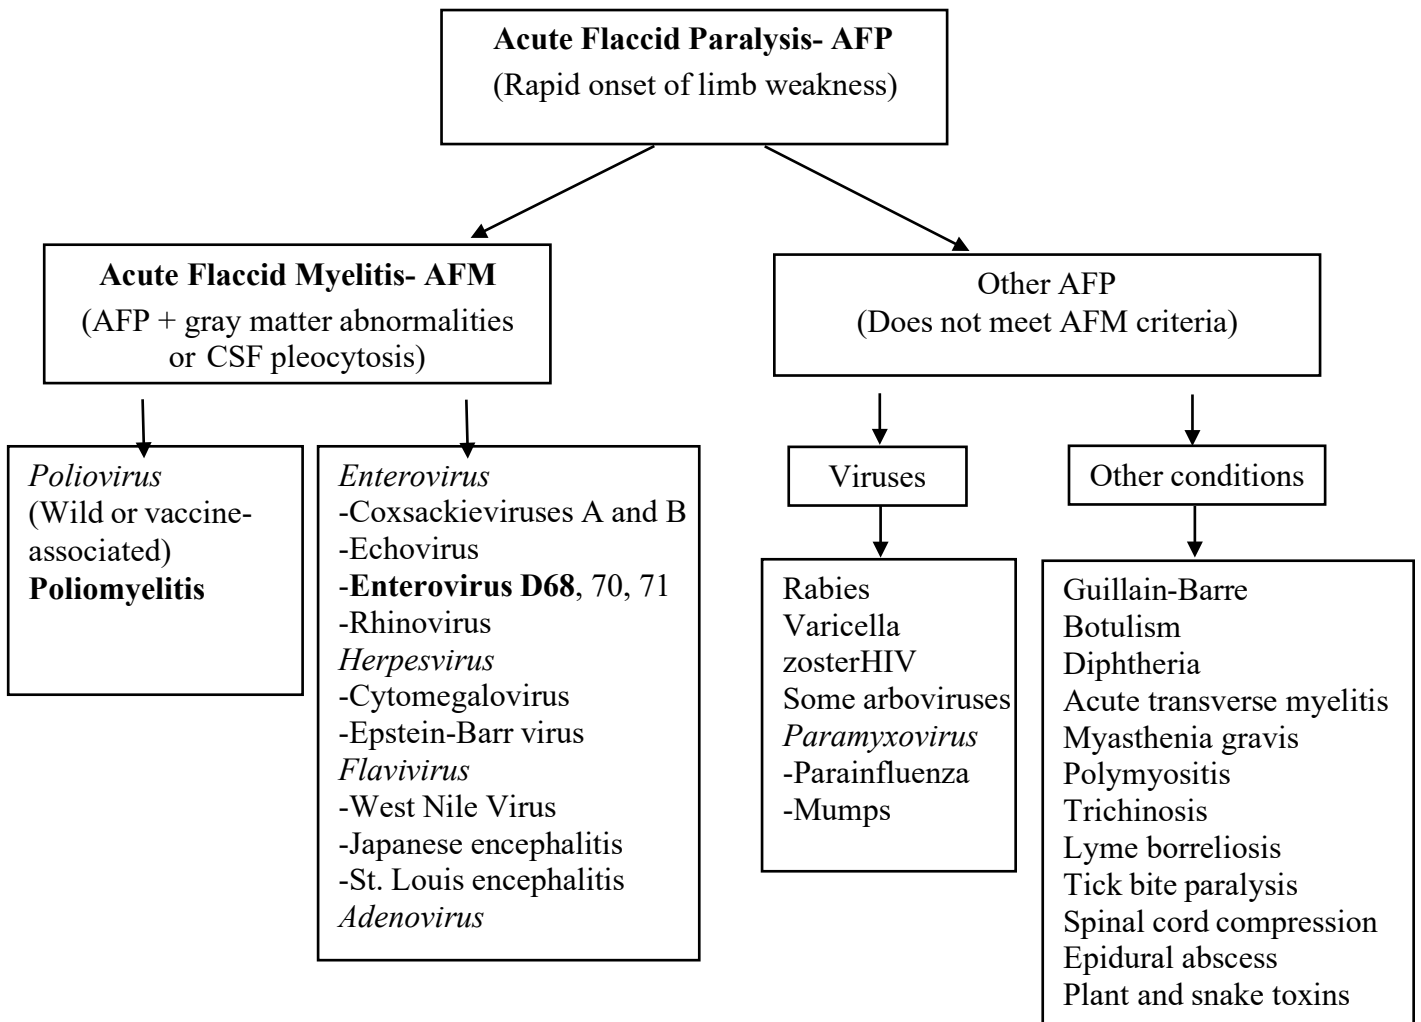 Acute Flaccid Paralysis- AFP
(Rapid onset of limb weakness)
Acute Flaccid Myelitis- AFM
(AFP + gray matter abnormalities
or CSF pleocytosis)
Other AFP
(Does not meet AFM criteria)
Poliovirus
(Wild or vaccine-
associated)
Poliomyelitis
Enterovirus
-Coxsackieviruses A and B
-Echovirus
-Enterovirus D68, 70, 71
-Rhinovirus
Herpesvirus
-Cytomegalovirus
-Epstein-Barr virus
Flavivirus
-West Nile Virus
-Japanese encephalitis
-St. Louis encephalitis
Adenovirus
Viruses
Rabies
Varicella
zosterHIV
Some arboviruses
Paramyxovirus
-Parainfluenza
-Mumps
Other conditions
Guillain-Barre
Botulism
Diphtheria
Acute transverse myelitis
Myasthenia gravis
Polymyositis
Trichinosis
Lyme borreliosis
Tick bite paralysis
Spinal cord compression
Epidural abscess
Plant and snake toxins